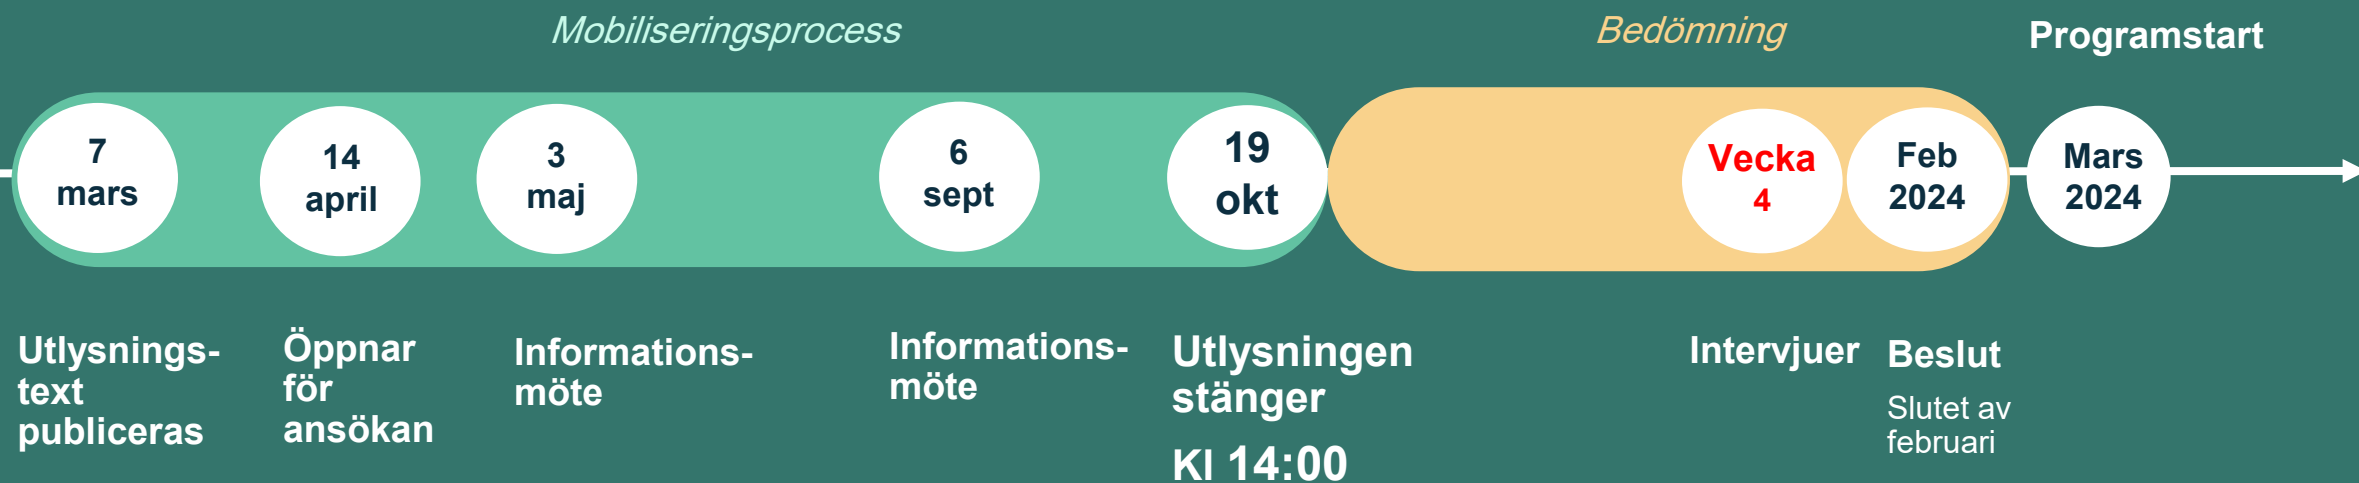 Mobiliseringsprocess
Bedömning
Programstart
7
mars
14
april
3
maj
6
sept
19
okt
Vecka
4
Feb
2024
Mars
2024
Utlysnings-
text
publiceras
Öppnar
för
ansökan
Informations-
möte
Informations-
möte
Utlysningen
stänger
Kl 14:00
Intervjuer
Beslut
Slutet av
februari